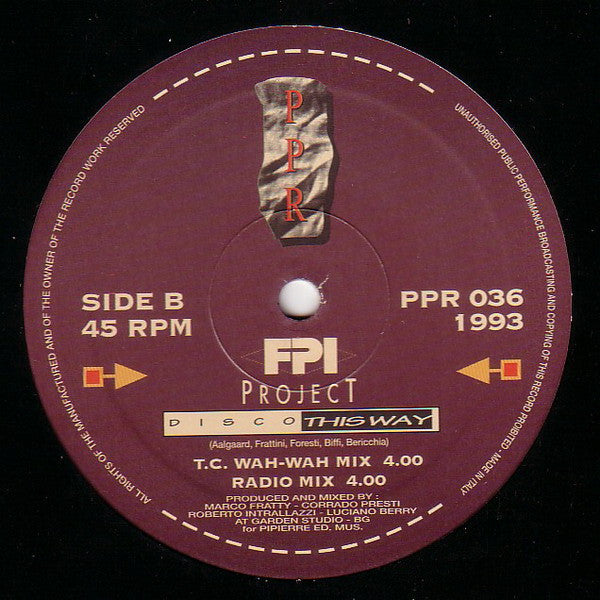 PPR
SIDE B
45 RPM
PPR 036
1993
FPI
PROJECT
DISCO THIS WAY
(Aalgaard, Frattini, Foresti, Biffi, Bericchia)
T.C. WAH-WAH MIX 4.00
RADIO MIX 4.00
PRODUCED AND MIXED BY :
MARCO FRATTY - CORRADO PRESTI
ROBERTO INTRALLAZZI - LUCIANO BERRY
AT GARDEN STUDIO - BG
for PIPIERRE ED. MUS.
ALL RIGHTS OF THE MANUFACTURED AND OF THE OWNER OF THE RECORD WORK RESERVED
UNAUTHORISED PUBLIC PERFORMANCE BROADCASTING AND COPYING OF THIS RECORD PROIBITED - MADE IN ITALY